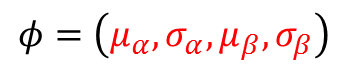 ϕ = (μ_α, σ_α, μ_β, σ_β)